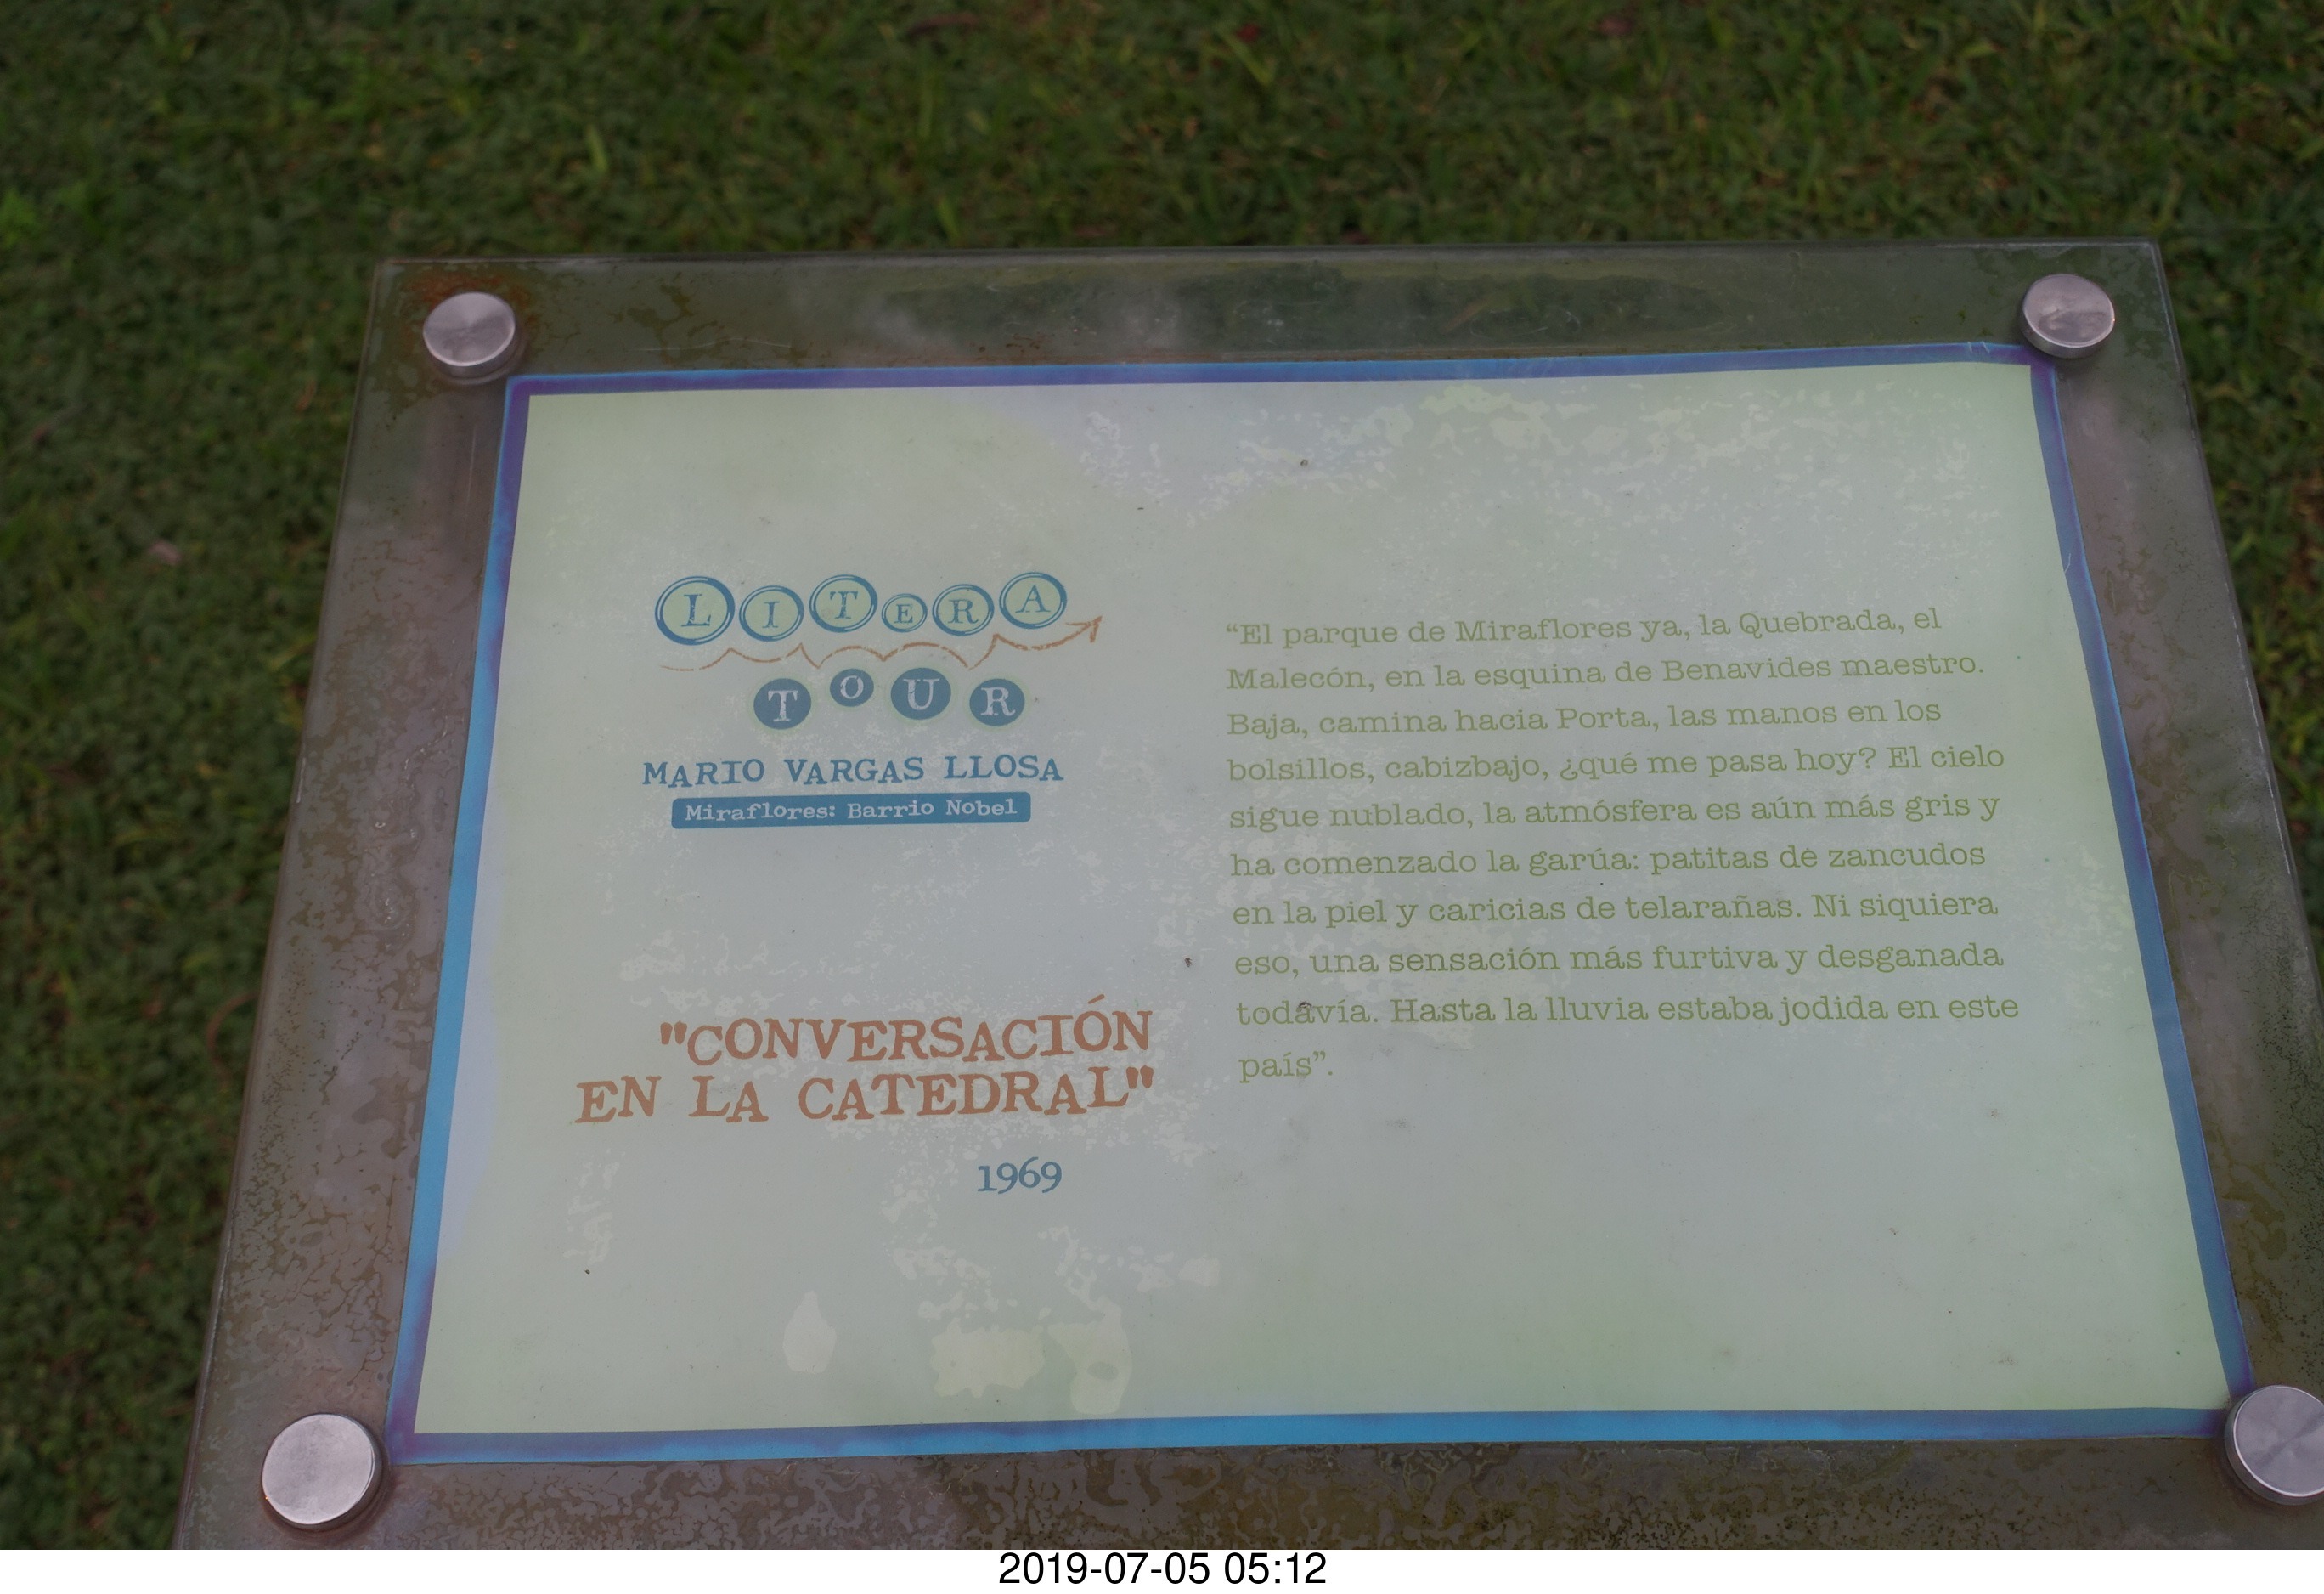 LITERA
TOUR
MARIO VARGAS LLOSA
Miraflores: Barrio Nobel
"CONVERSACIÓN
EN LA CATEDRAL"
1969
“El parque de Miraflores ya, la Quebrada, el
Malecón, en la esquina de Benavides maestro.
Baja, camina hacia Porta, las manos en los
bolsillos, cabizbajo, ¿qué me pasa hoy? El cielo
sigue nublado, la atmósfera es aún más gris y
ha comenzado la garúa: patitas de zancudos
en la piel y caricias de telarañas. Ni siquiera
eso, una sensación más furtiva y desganada
todavía. Hasta la lluvia estaba jodida en este
país”.
2019-07-05 05:12